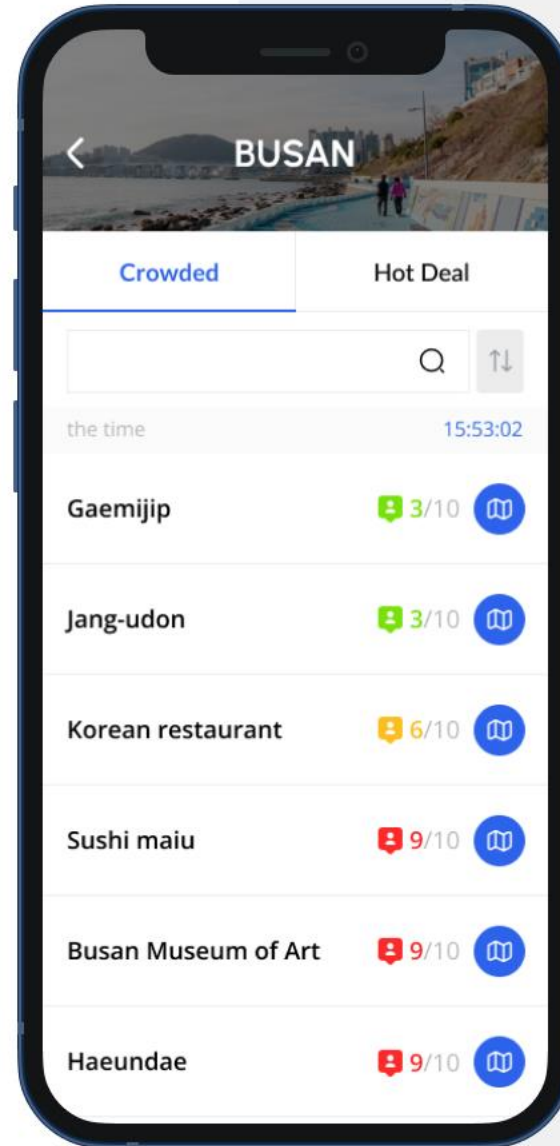 BUSAN
Crowded Hot Deal
the time 15:53:02
Gaemijip 3/10
Jang-udon 3/10
Korean restaurant 6/10
Sushi maiu 9/10
Busan Museum of Art 9/10
Haeundae 9/10